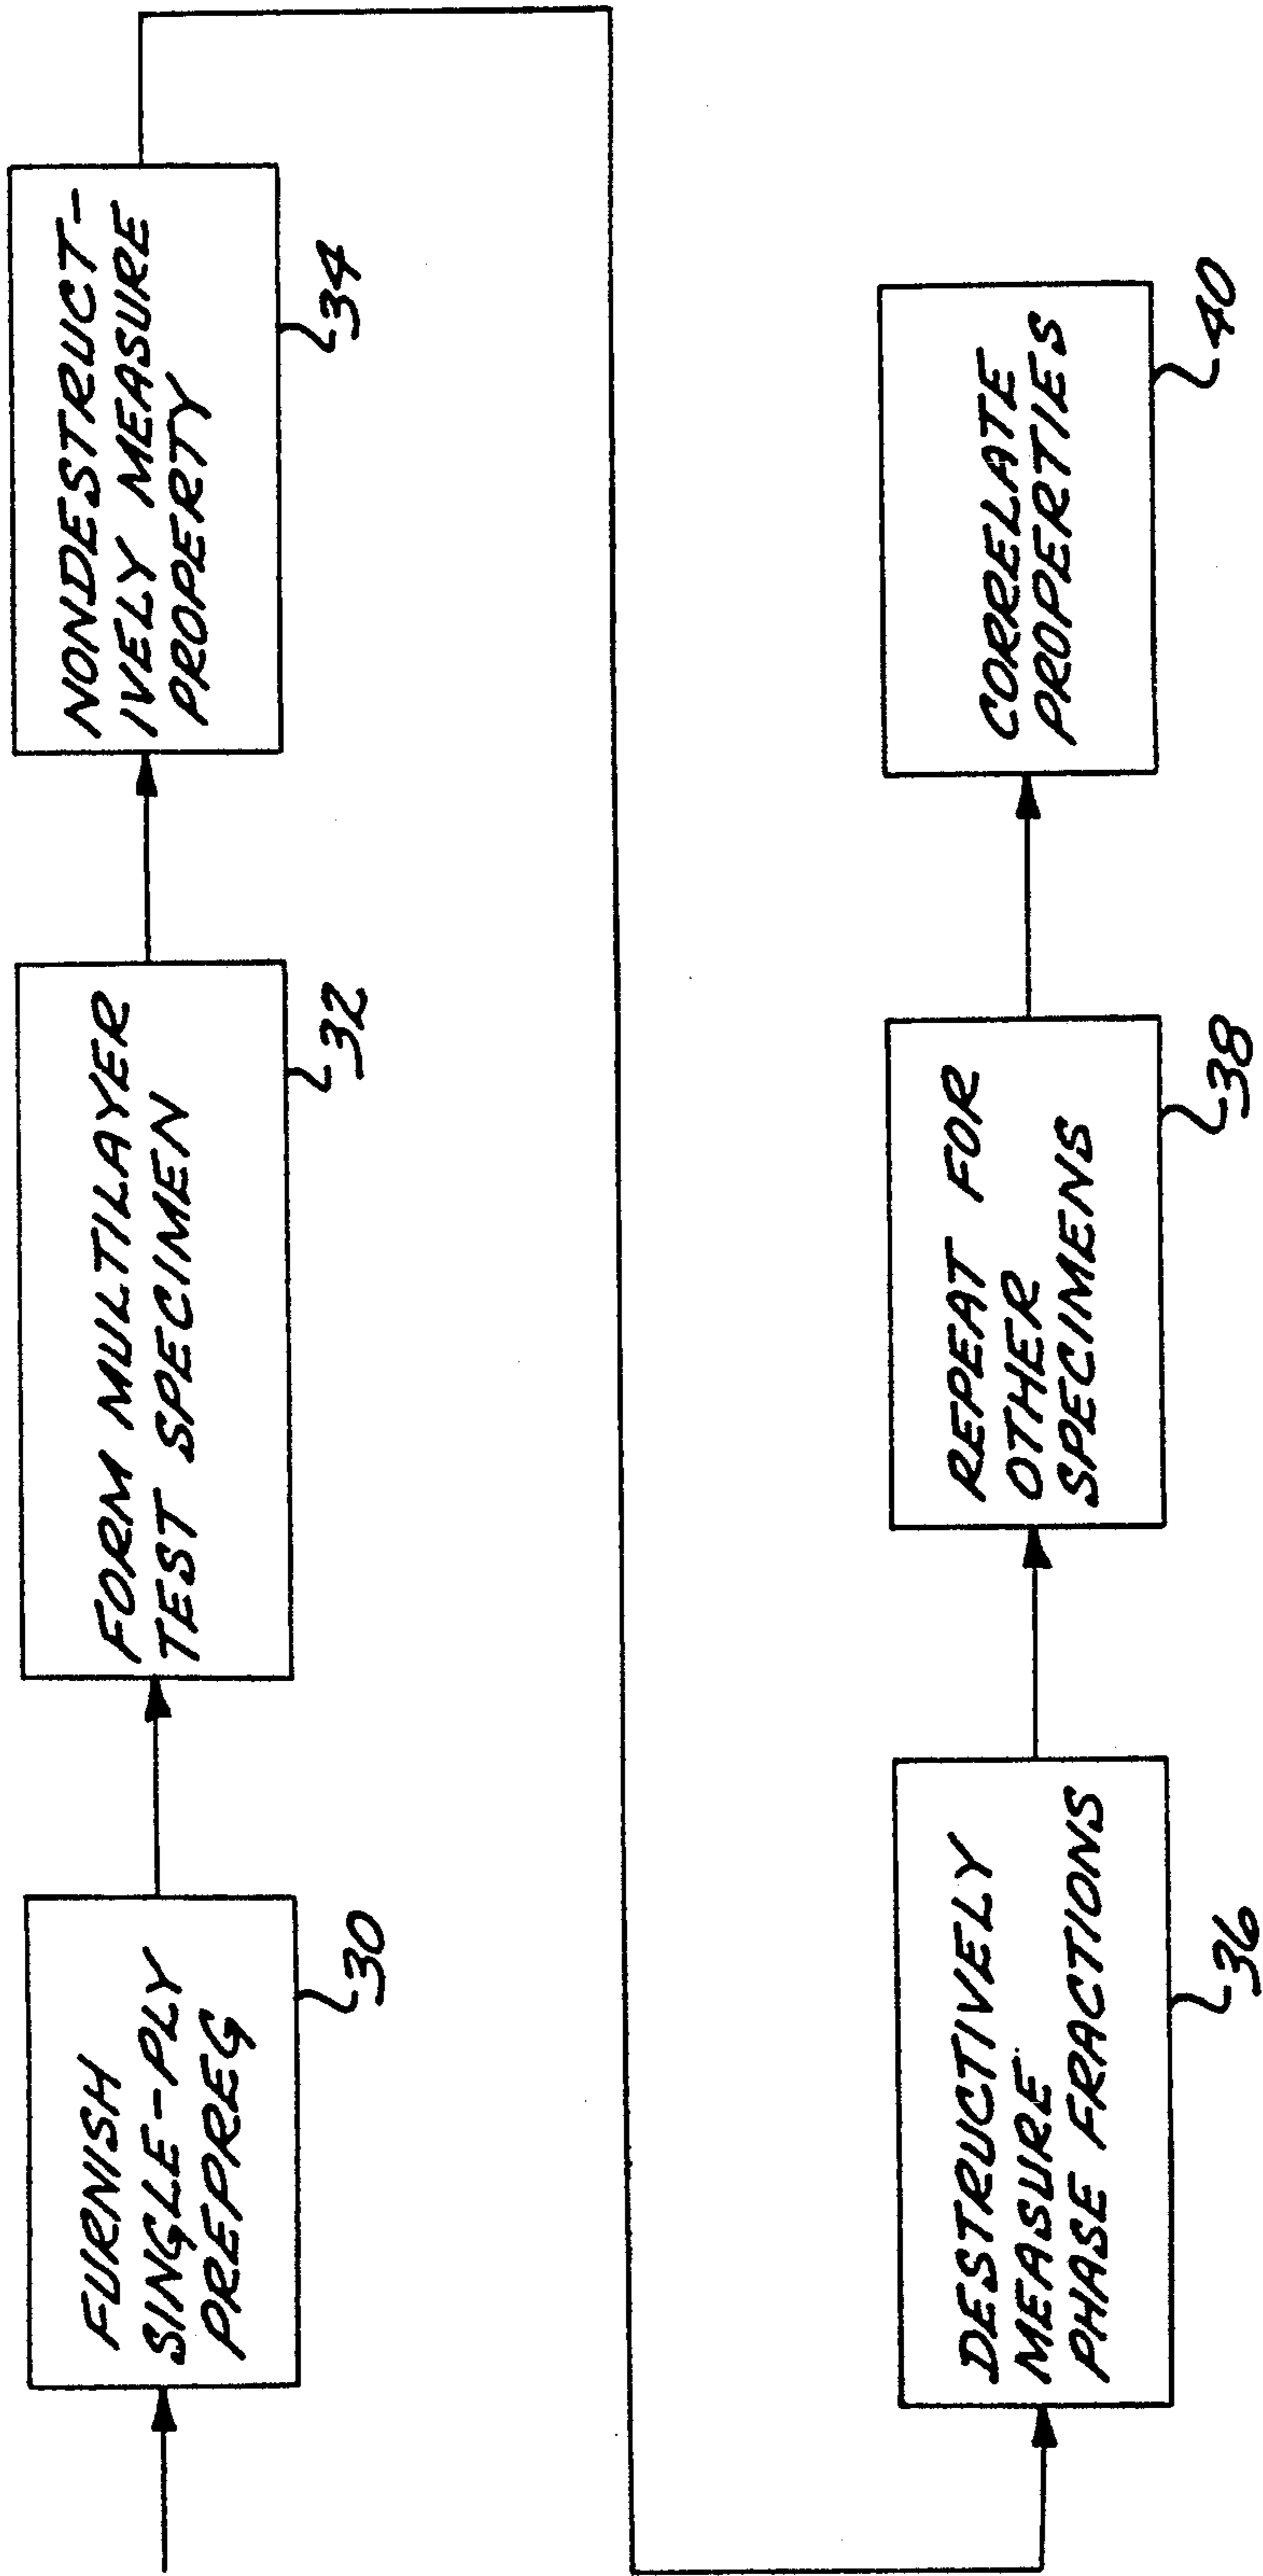 FURNISH
SINGLE-PLY
PREPREG
30
FORM MULTILAYER
TEST SPECIMEN
32
NONDESTRUCT-
IVELY MEASURE
PROPERTY
34
DESTRUCTIVELY
MEASURE
PHASE FRACTIONS
36
REPEAT FOR
OTHER
SPECIMENS
38
CORRELATE
PROPERTIES
40